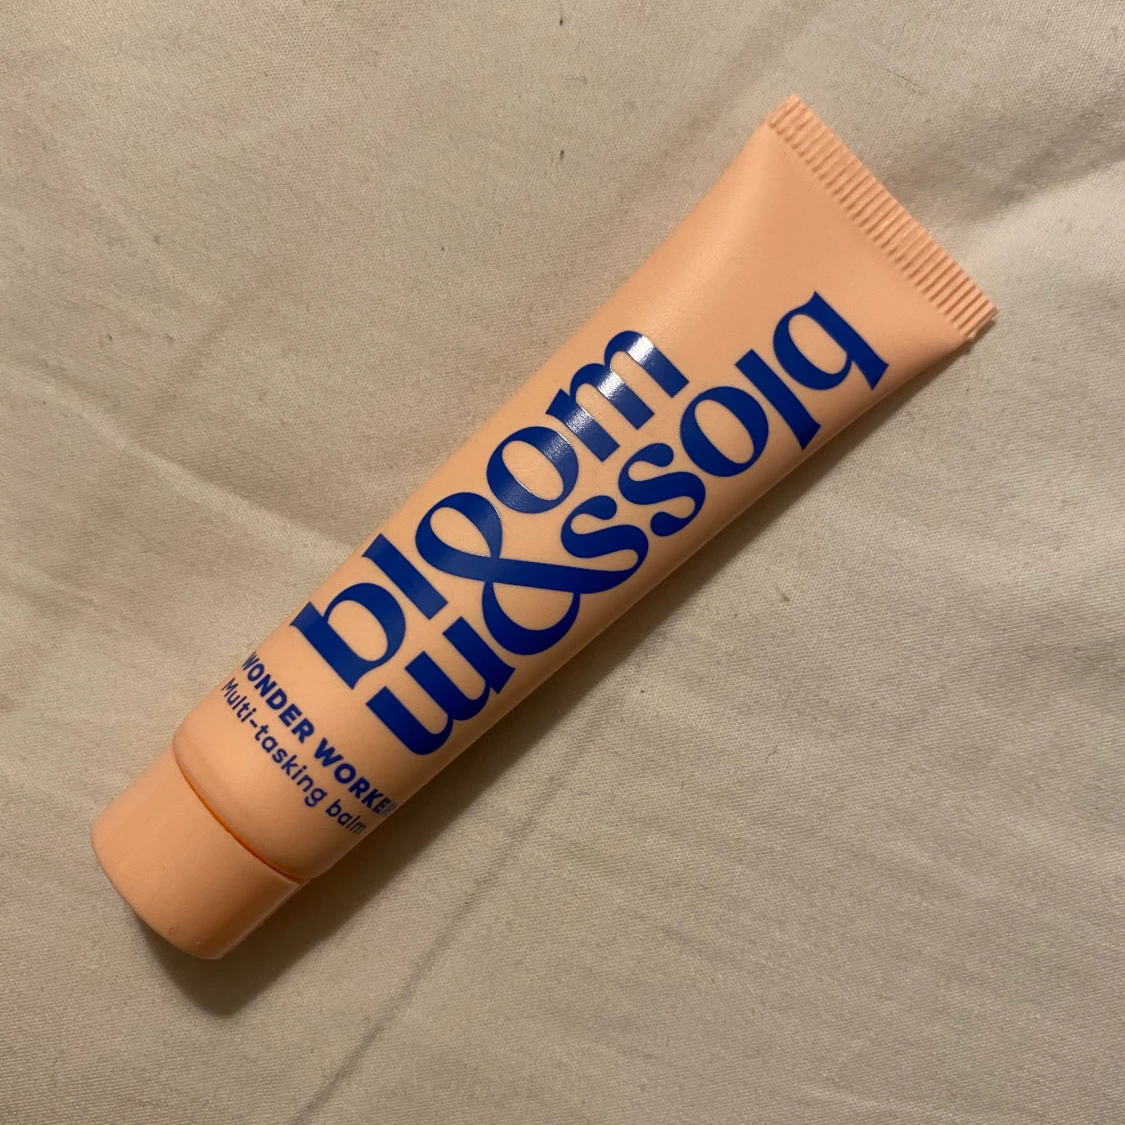 bloom
&
blossom
WONDER WORKER
Multi-tasking balm